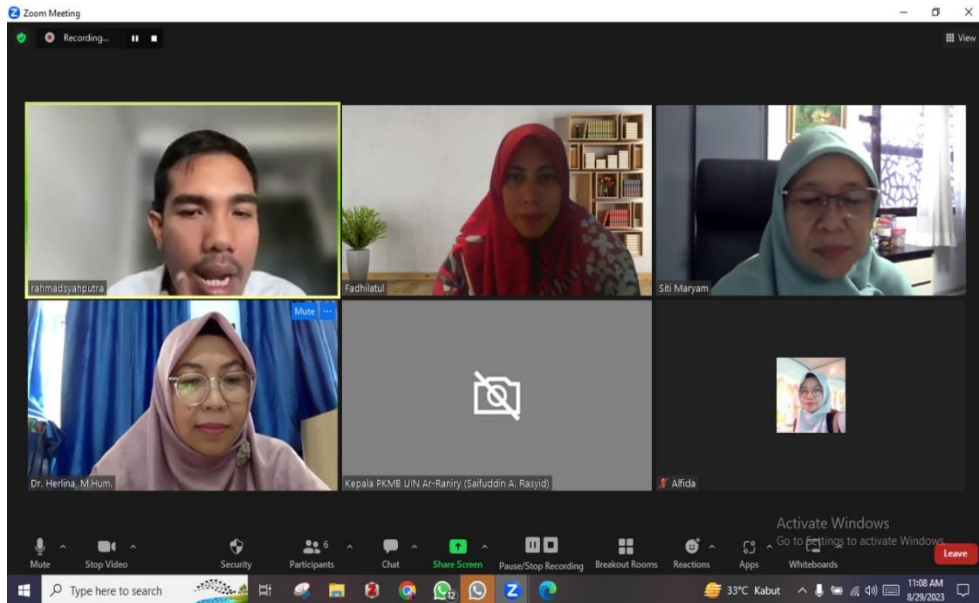 Zoom Meeting
Recording...
View
rahmadsyahputra
Fadhilatul
Siti Maryam
Mute
Dr. Herlina, M.Hum.
Kepala PKMB UIN Ar-Raniry (Saifuddin A. Rasyid)
Affida
Activate Windows
Go to Settings to activate Windows.
Mute
Stop Video
Security
6
Participants
Chat
Share Screen
Pause/Stop Recording
Breakout Rooms
Reactions
Apps
Whiteboards
Leave
Type here to search
12
33°C Kabut
11:08 AM
8/29/2023